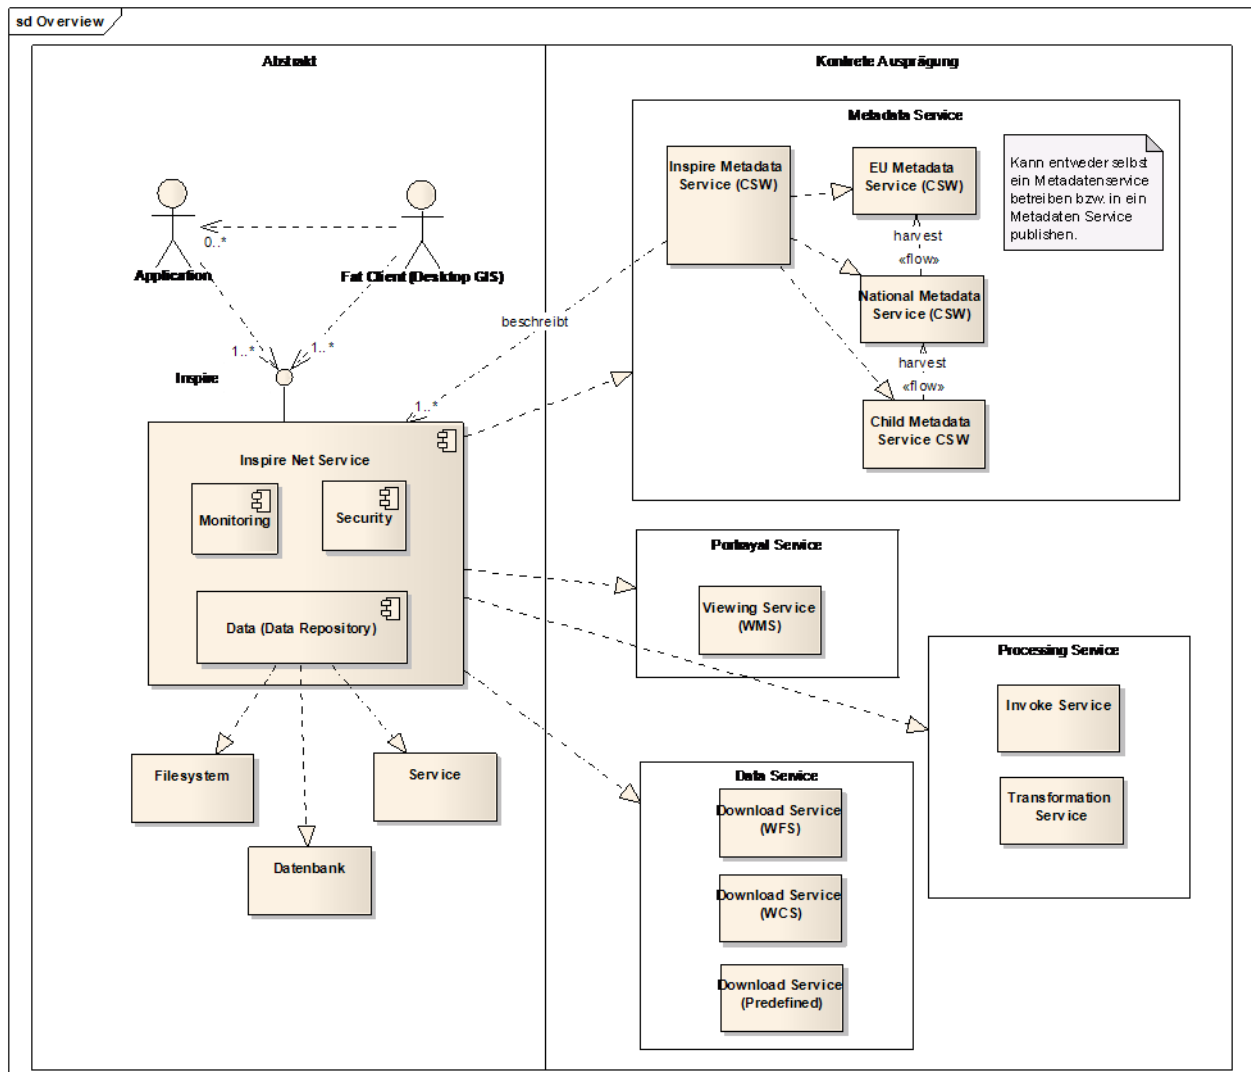 sd Overview
Abstrakt
Konkrete Ausprägung
Application
0..*
Fat Client (Desktop GIS)
1..*
1..*
Inspire
beschreibt
1..*
Inspire Net Service
Monitoring
Security
Data (Data Repository)
Filesystem
Service
Datenbank
Metadata Service
Inspire Metadata
Service (CSW)
EU Metadata
Service (CSW)
Kann entweder selbst
ein Metadatenservice
betreiben bzw. in ein
Metadaten Service
publishen.
harvest
«flow»
National Metadata
Service (CSW)
harvest
«flow»
Child Metadata
Service CSW
Portrayal Service
Viewing Service
(WMS)
Processing Service
Invoke Service
Transformation
Service
Data Service
Download Service
(WFS)
Download Service
(WCS)
Download Service
(Predefined)